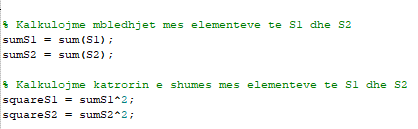 % Kalkulojme mbledhjet mes elementeve te S1 dhe S2
sumS1 = sum(S1);
sumS2 = sum(S2);
% Kalkulojme katrorin e shumes mes elementeve te S1 dhe S2
squareS1 = sumS1^2;
squareS2 = sumS2^2;